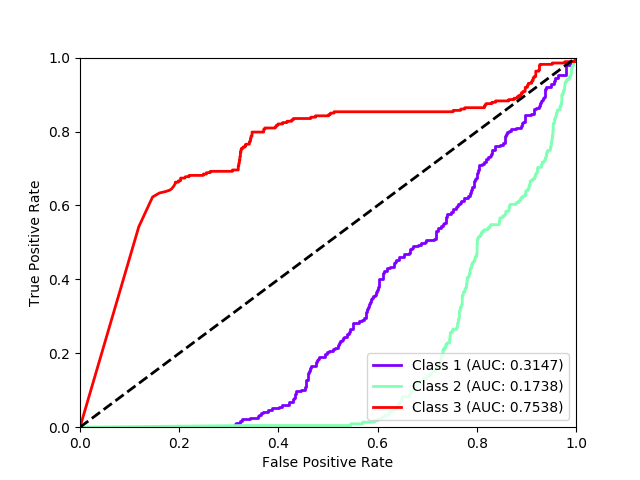 1.0
0.8
0.6
0.4
0.2
0.0
True Positive Rate
Class 1 (AUC: 0.3147)
Class 2 (AUC: 0.1738)
Class 3 (AUC: 0.7538)
0.0 0.2 0.4 0.6 0.8 1.0
False Positive Rate